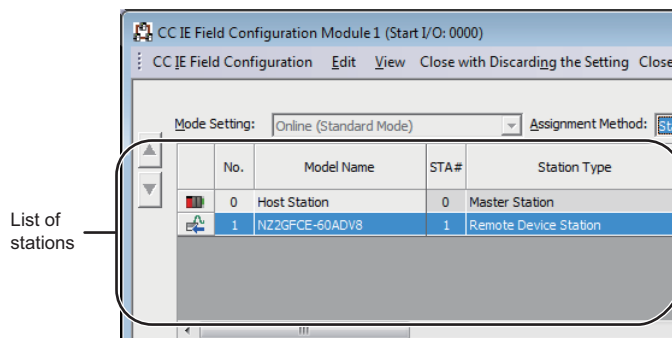 CC IE Field Configuration Module 1 (Start I/O: 0000)
CC IE Field Configuration Edit View Close with Discarding the Setting Close
Mode Setting: Online (Standard Mode) Assignment Method:
No. Model Name STA# Station Type
0 Host Station 0 Master Station
1 NZ2GFCE-60ADV8 1 Remote Device Station
List of
stations